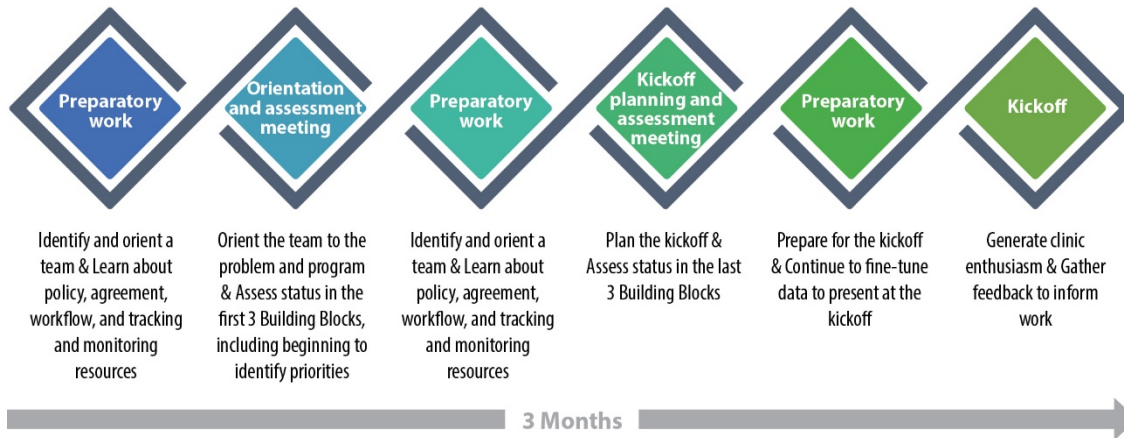 Preparatory
work
Orientation
and assessment
meeting
Preparatory
work
Kickoff
planning and
assessment
meeting
Preparatory
work
Kickoff
Identify and orient a
team & Learn about
policy, agreement,
workflow, and tracking
and monitoring
resources
Orient the team to the
problem and program
& Assess status in the
first 3 Building Blocks,
including beginning to
identify priorities
Identify and orient a
team & Learn about
policy, agreement,
workflow, and tracking
and monitoring
resources
Plan the kickoff &
Assess status in the last
3 Building Blocks
Prepare for the kickoff
& Continue to fine-tune
data to present at the
kickoff
Generate clinic
enthusiasm & Gather
feedback to inform
work
3 Months